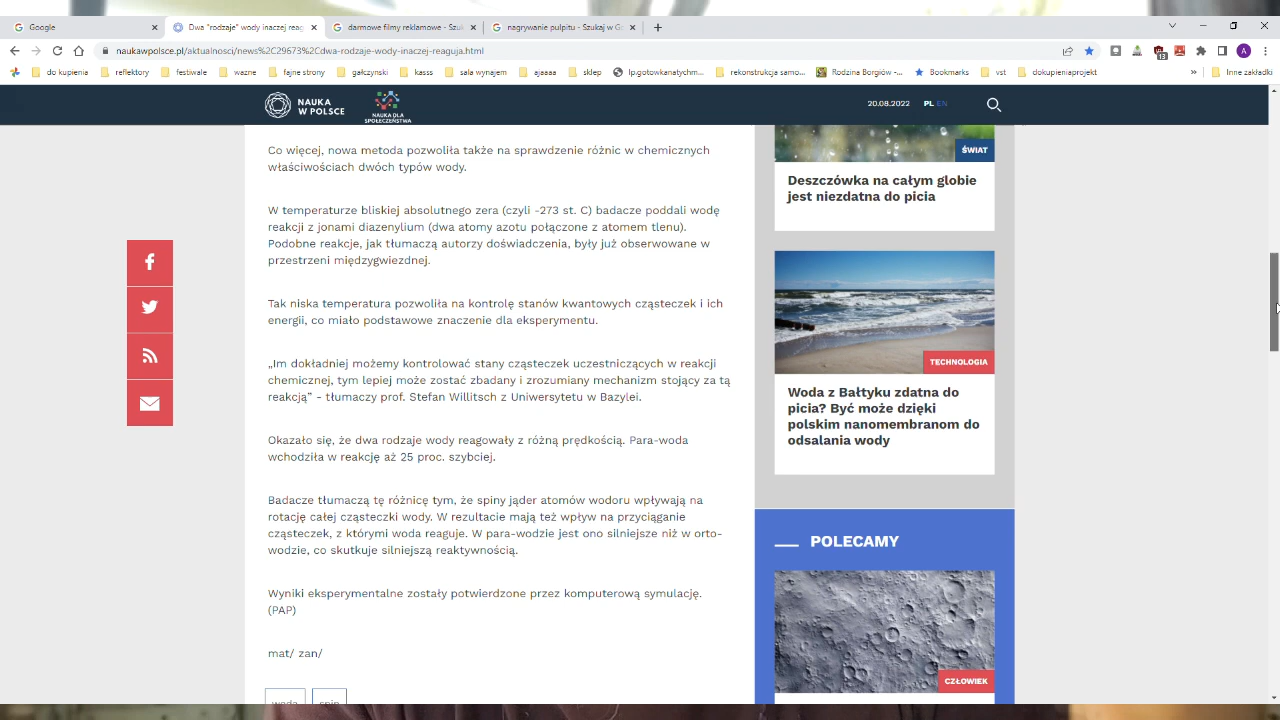 Google
Dwa "rodzaje" wody inaczej reag
darmowe filmy reklamowe - Szuk
nagrywanie pulpitu - Szukaj w Go
naukawpolsce.pl/aktualnosci/news%2C29673%2Cdwa-rodzaje-wody-inaczej-reaguja.html
13
A
do kupienia
reflektory
festiwale
wazne
fajne strony
gałczynski
kasss
sala wynajem
ajaaaa
sklep
lp.gotowkanatychm...
rekonstrukcja samo...
Rodzina Borgiów -...
Bookmarks
vst
dokupieniaprojekt
»
Inne zakładki
NAUKA
W POLSCE
NAUKA DLA
SPOŁECZEŃSTWA
20.08.2022
PL EN
Co więcej, nowa metoda pozwoliła także na sprawdzenie różnic w chemicznych
właściwościach dwóch typów wody.
W temperaturze bliskiej absolutnego zera (czyli -273 st. C) badacze poddali wodę
reakcji z jonami diazenylium (dwa atomy azotu połączone z atomem tlenu).
Podobne reakcje, jak tłumaczą autorzy doświadczenia, były już obserwowane w
przestrzeni międzygwiezdnej.
Tak niska temperatura pozwoliła na kontrolę stanów kwantowych cząsteczek i ich
energii, co miało podstawowe znaczenie dla eksperymentu.
„Im dokładniej możemy kontrolować stany cząsteczek uczestniczących w reakcji
chemicznej, tym lepiej może zostać zbadany i zrozumiany mechanizm stojący za tą
reakcją” - tłumaczy prof. Stefan Willitsch z Uniwersytetu w Bazylei.
Okazało się, że dwa rodzaje wody reagowały z różną prędkością. Para-woda
wchodziła w reakcję aż 25 proc. szybciej.
Badacze tłumaczą tę różnicę tym, że spiny jąder atomów wodoru wpływają na
rotację całej cząsteczki wody. W rezultacie mają też wpływ na przyciąganie
cząsteczek, z którymi woda reaguje. W para-wodzie jest ono silniejsze niż w orto-
wodzie, co skutkuje silniejszą reaktywnością.
Wyniki eksperymentalne zostały potwierdzone przez komputerową symulację.
(PAP)
mat/ zan/
woda
spin
ŚWIAT
Deszczówka na całym globie
jest niezdatna do picia
TECHNOLOGIA
Woda z Bałtyku zdatna do
picia? Być może dzięki
polskim nanomembranom do
odsalania wody
POLECAMY
CZŁOWIEK